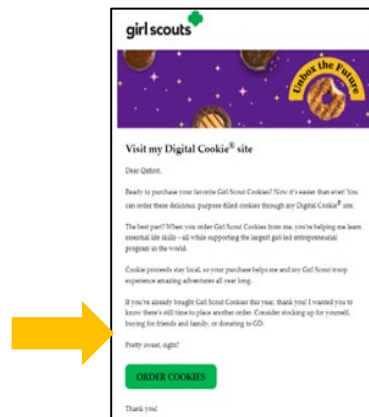 girl scouts
Unbox the Future
Visit my Digital Cookie® site
Dear
Ready to purchase your favorite Girl Scout Cookies? Now it's easier than ever! You
can order these delicious, purpose-filled cookies through my Digital Cookie® site.
The best part? When you order Girl Scout Cookies from me, you're helping me learn
essential life skills – all while supporting the largest girl-led entrepreneurial
program in the world.
Cookie proceeds stay local, so your purchase helps me and my Girl Scout troop
experience amazing adventures all year long.
If you've already bought Girl Scout Cookies this year, thank you! I wanted you to
know there's still time to place another order. Consider stocking up for yourself,
buying for friends and family, or donating to GD.
Pretty sweet, right?
ORDER COOKIES
Thank you!